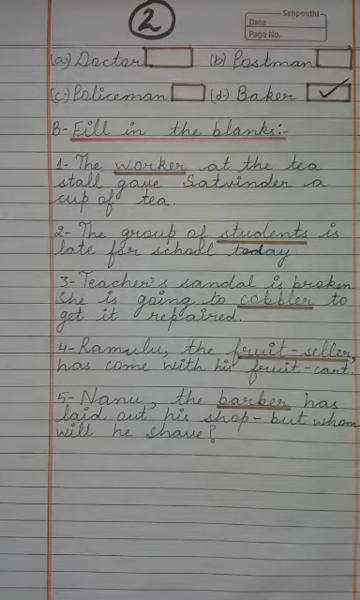 2
Sehpaathi
Date
Page No.
(a) Doctor (b) Postman
(c) Policeman (d) Baker ✓
B- Fill in the blanks:-
1- The worker at the tea
stall gave Satvinder a
cup of tea.
2- The group of students is
late for school today.
3- Teacher's sandal is broken
She is going to cobbler to
get it repaired.
4- Ramulu, the fruit-seller,
has come with his fruit-cart.
5- Nanu, the barber has
laid out his shop- but whom
will he shave?